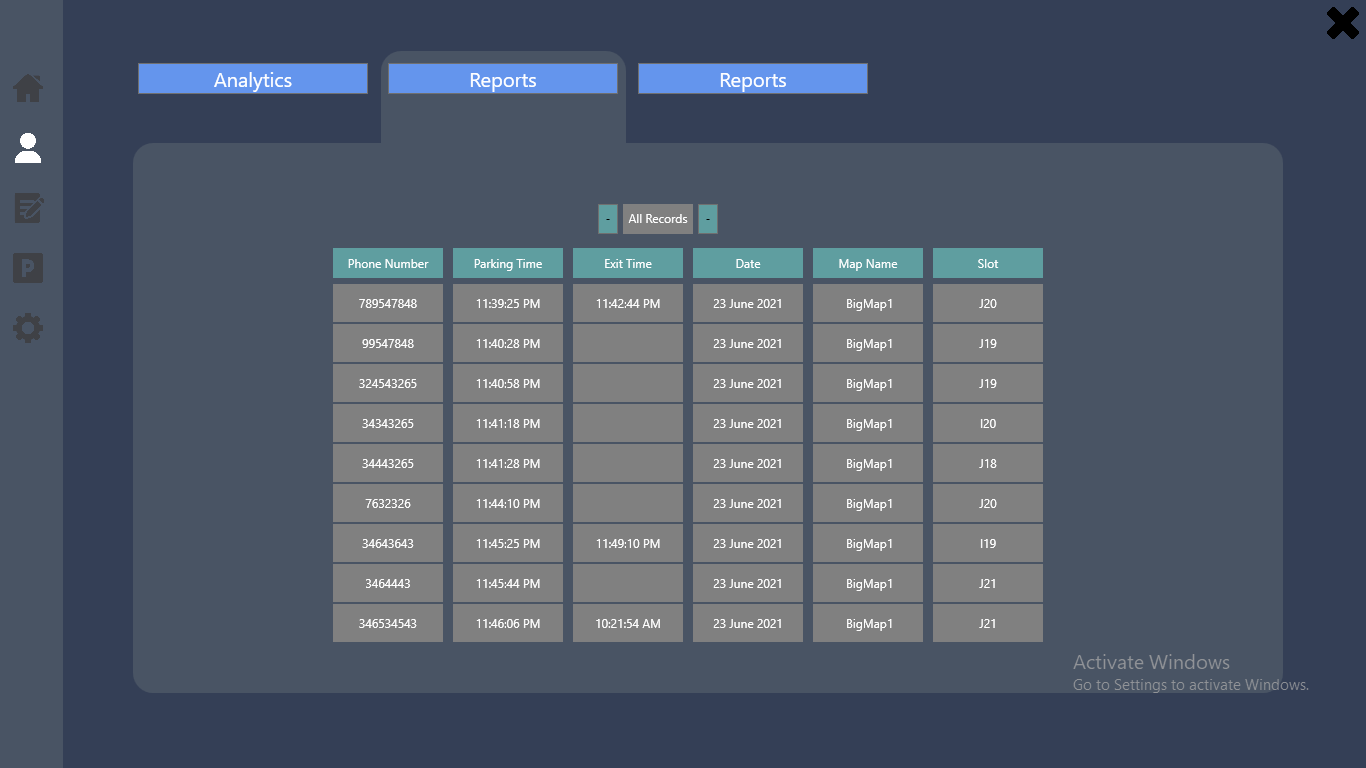 Analytics Reports Reports
- All Records -
Phone Number Parking Time Exit Time Date Map Name Slot
789547848 11:39:25 PM 11:42:44 PM 23 June 2021 BigMap1 J20
99547848 11:40:28 PM 23 June 2021 BigMap1 J19
324543265 11:40:58 PM 23 June 2021 BigMap1 J19
34343265 11:41:18 PM 23 June 2021 BigMap1 I20
34443265 11:41:28 PM 23 June 2021 BigMap1 J18
7632326 11:44:10 PM 23 June 2021 BigMap1 J20
34643643 11:45:25 PM 11:49:10 PM 23 June 2021 BigMap1 I19
3464443 11:45:44 PM 23 June 2021 BigMap1 J21
346534543 11:46:06 PM 10:21:54 AM 23 June 2021 BigMap1 J21
P
Activate Windows
Go to Settings to activate Windows.